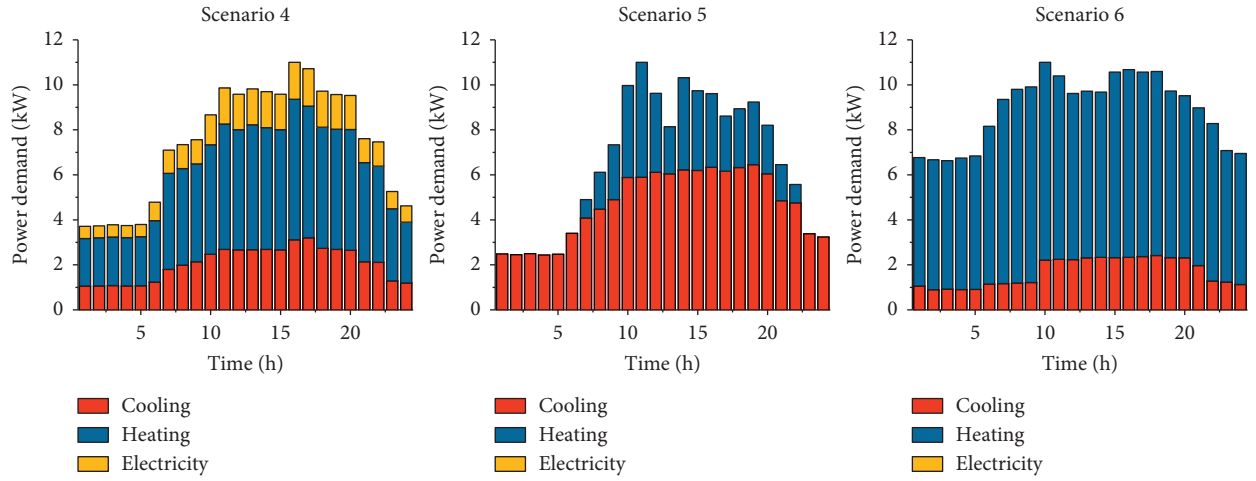 Scenario 4
12
10
8
6
4
2
0
Power demand (kW)
5
10
15
20
Time (h)
Cooling
Heating
Electricity
Scenario 5
12
10
8
6
4
2
0
Power demand (kW)
5
10
15
20
Time (h)
Cooling
Heating
Electricity
Scenario 6
12
10
8
6
4
2
0
Power demand (kW)
5
10
15
20
Time (h)
Cooling
Heating
Electricity